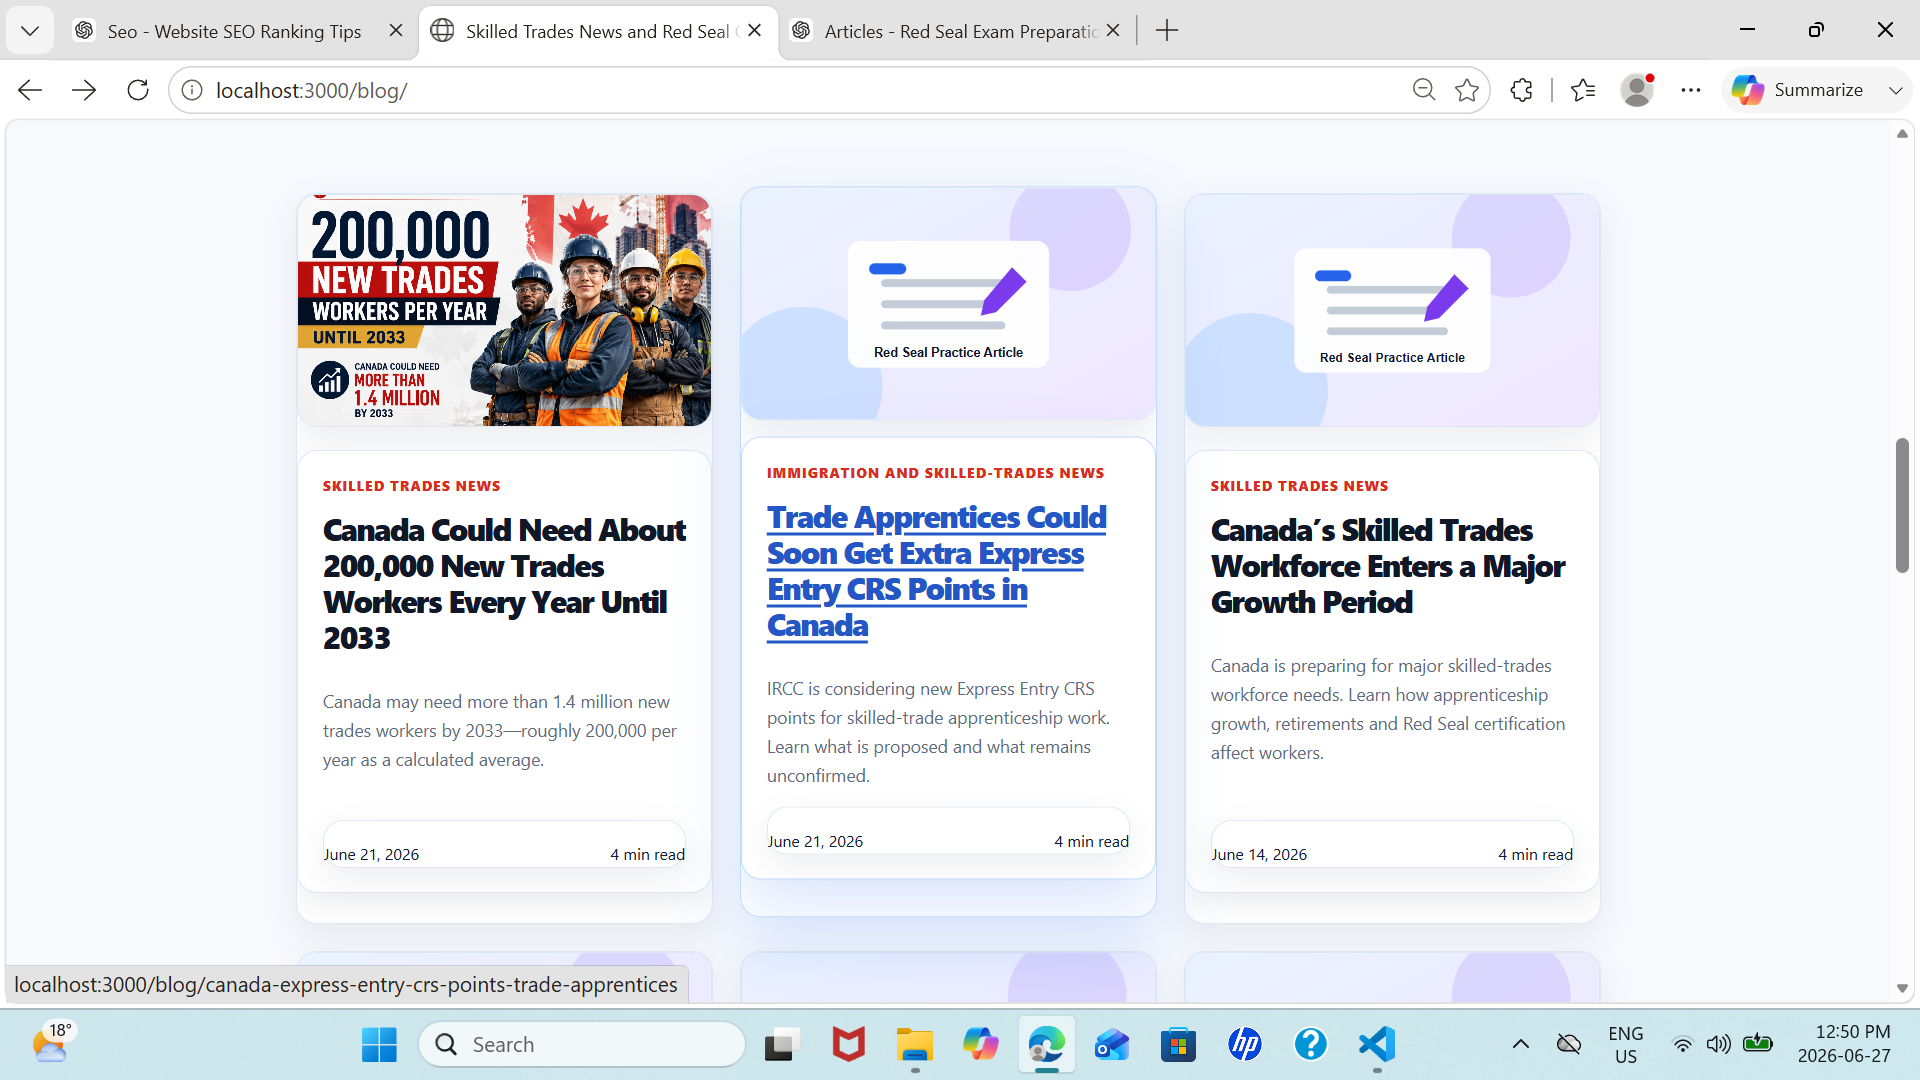 Seo - Website SEO Ranking Tips
Skilled Trades News and Red Seal
Articles - Red Seal Exam Preparatio
localhost:3000/blog/
Summarize
200,000
NEW TRADES
WORKERS PER YEAR
UNTIL 2033
CANADA COULD NEED
MORE THAN
1.4 MILLION
BY 2033
SKILLED TRADES NEWS
Canada Could Need About
200,000 New Trades
Workers Every Year Until
2033
Canada may need more than 1.4 million new
trades workers by 2033—roughly 200,000 per
year as a calculated average.
June 21, 2026
4 min read
Red Seal Practice Article
IMMIGRATION AND SKILLED-TRADES NEWS
Trade Apprentices Could
Soon Get Extra Express
Entry CRS Points in
Canada
IRCC is considering new Express Entry CRS
points for skilled-trade apprenticeship work.
Learn what is proposed and what remains
unconfirmed.
June 21, 2026
4 min read
Red Seal Practice Article
SKILLED TRADES NEWS
Canada's Skilled Trades
Workforce Enters a Major
Growth Period
Canada is preparing for major skilled-trades
workforce needs. Learn how apprenticeship
growth, retirements and Red Seal certification
affect workers.
June 14, 2026
4 min read
localhost:3000/blog/canada-express-entry-crs-points-trade-apprentices
18°
Search
hp
ENG
US
12:50 PM
2026-06-27